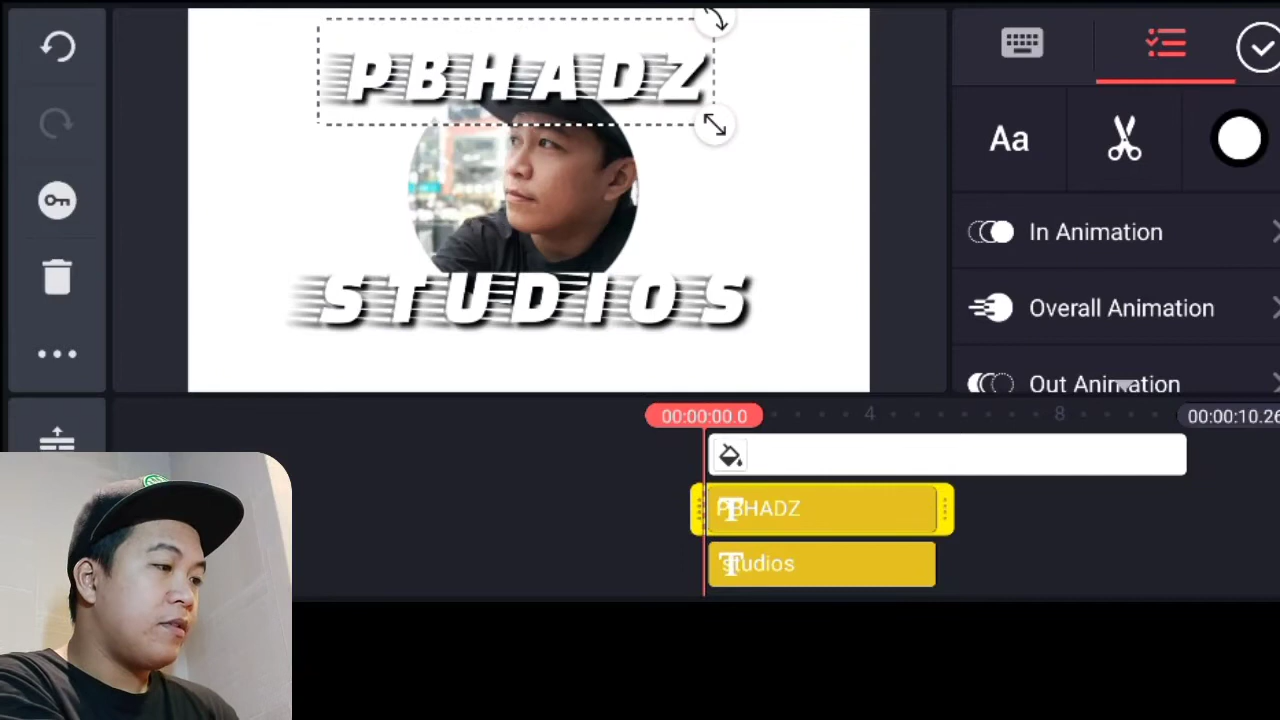 PBHADZ
STUDIOS
Aa
In Animation
Overall Animation
Out Animation
00:00:00.0
4
8
00:00:10.26
PBHADZ
studios